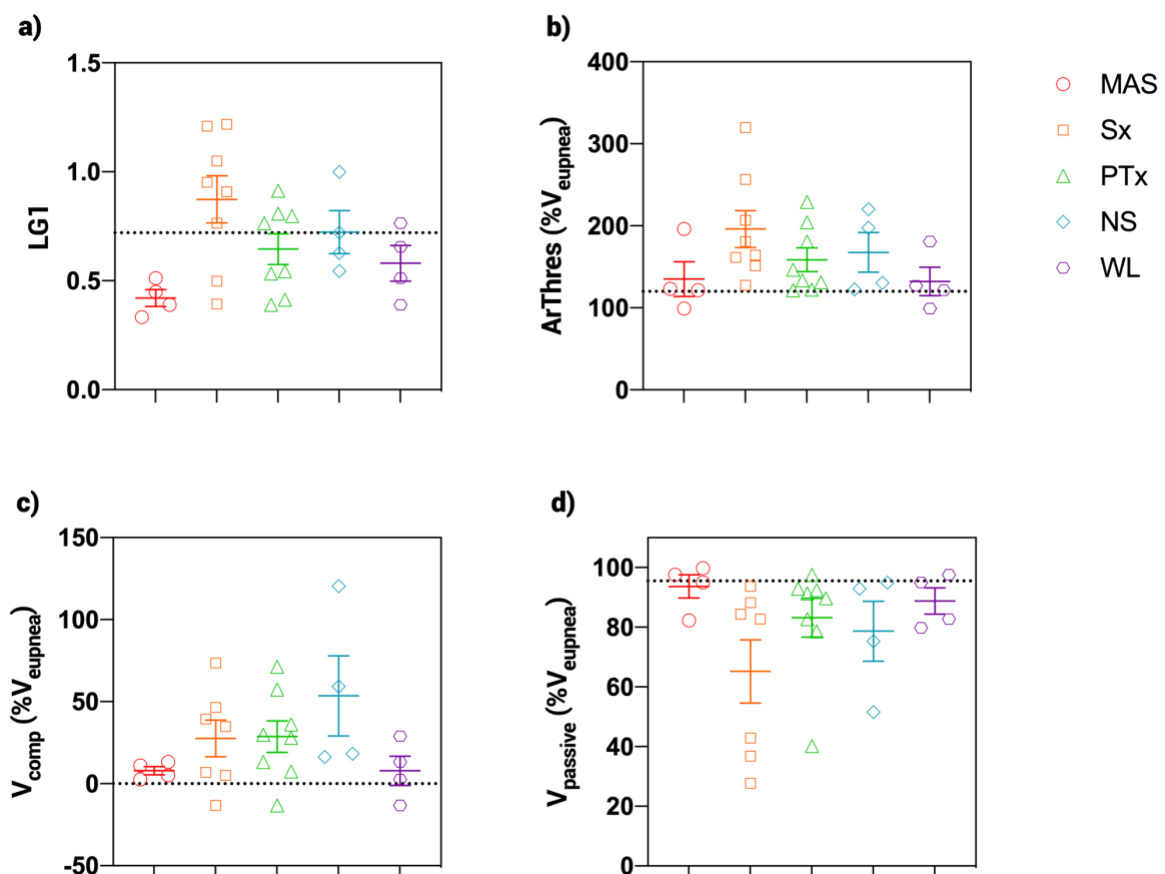 a)
1.5
1.0
0.5
0.0
LG1
b)
400
300
200
100
0
ArThres (%Veupnea)
MAS
Sx
PTx
NS
WL
c)
150
100
50
0
-50
Vcomp (%Veupnea)
d)
100
80
60
40
20
0
Vpassive (%Veupnea)